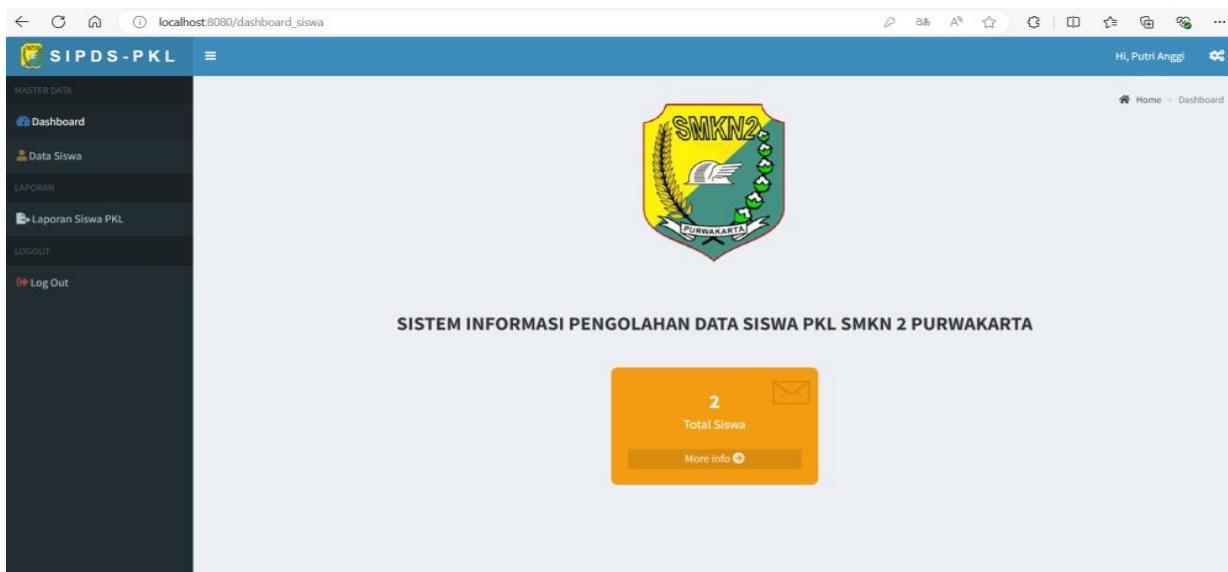 localhost:8080/dashboard_siswa
SIPDS-PKL
Hi, Putri Anggi
MASTER DATA
Dashboard
Data Siswa
LAPORAN
Laporan Siswa PKL
LOGOUT
Log Out
Home > Dashboard
SMKN2
PURWAKARTA
SISTEM INFORMASI PENGOLAHAN DATA SISWA PKL SMKN 2 PURWAKARTA
2
Total Siswa
More info